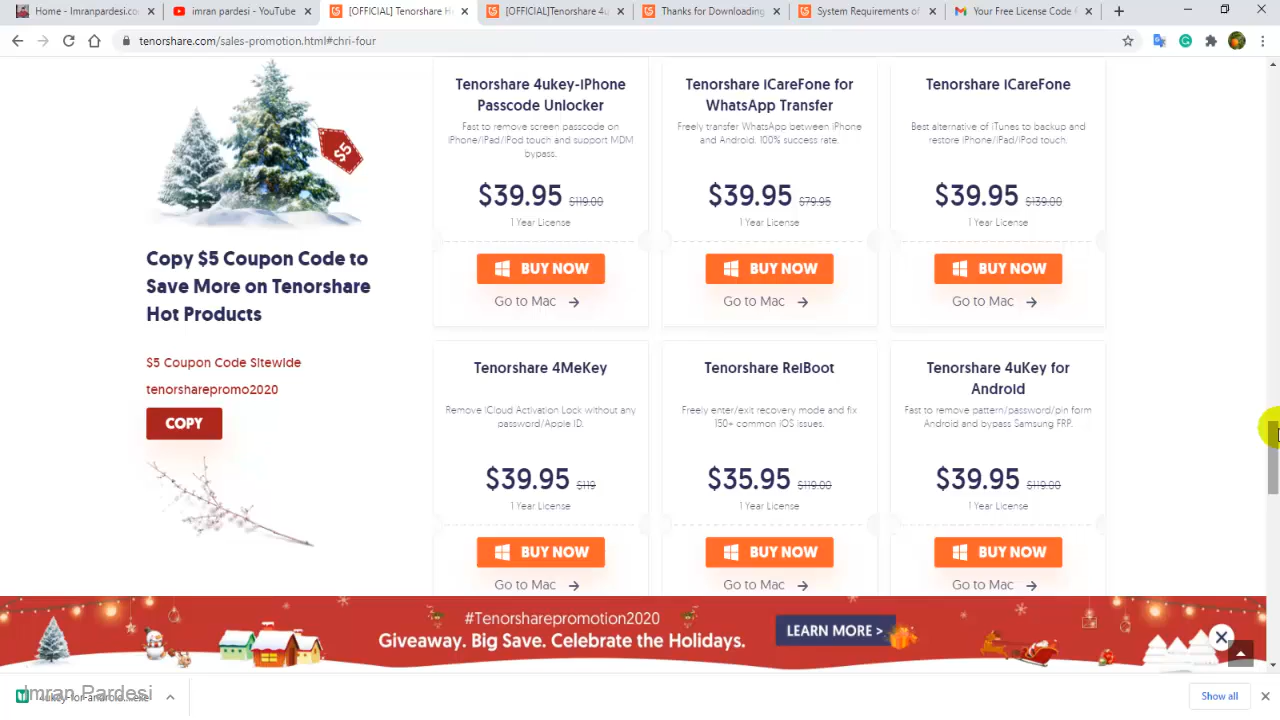 Home - Imranpardesi.co
imran pardesi - YouTube
[OFFICIAL] Tenorshare H
[OFFICIAL]Tenorshare 4u
Thanks for Downloading
System Requirements of
Your Free License Code f
tenorshare.com/sales-promotion.html#chri-four
$5
Copy $5 Coupon Code to
Save More on Tenorshare
Hot Products
$5 Coupon Code Sitewide
tenorsharepromo2020
COPY
Tenorshare 4ukey-iPhone
Passcode Unlocker
Fast to remove screen passcode on
iPhone/iPad/iPod touch and support MDM
bypass.
$39.95 $119.00
1 Year License
BUY NOW
Go to Mac
Tenorshare iCareFone for
WhatsApp Transfer
Freely transfer WhatsApp between iPhone
and Android. 100% success rate.
$39.95 $79.95
1 Year License
BUY NOW
Go to Mac
Tenorshare iCareFone
Best alternative of iTunes to backup and
restore iPhone/iPad/iPod touch.
$39.95 $139.00
1 Year License
BUY NOW
Go to Mac
Tenorshare 4MeKey
Remove iCloud Activation Lock without any
password/Apple ID.
$39.95 $119
1 Year License
BUY NOW
Go to Mac
Tenorshare ReiBoot
Freely enter/exit recovery mode and fix
150+ common iOS issues.
$35.95 $119.00
1 Year License
BUY NOW
Go to Mac
Tenorshare 4uKey for
Android
Fast to remove pattern/password/pin form
Android and bypass Samsung FRP.
$39.95 $119.00
1 Year License
BUY NOW
Go to Mac
#Tenorsharepromotion2020
Giveaway. Big Save. Celebrate the Holidays.
LEARN MORE >
Imran Pardesi
4ukey-for-android....exe
Show all